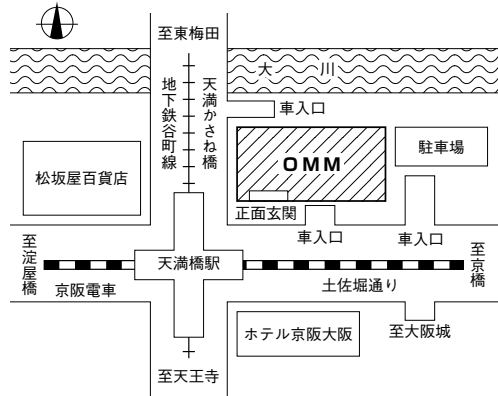 至東梅田
大川
天満かさね橋
地下鉄谷町線
車入口
OMM
駐車場
松坂屋百貨店
正面玄関
車入口
車入口
至淀屋橋
天満橋駅
至京橋
京阪電車
土佐堀通り
ホテル京阪大阪
至大阪城
至天王寺